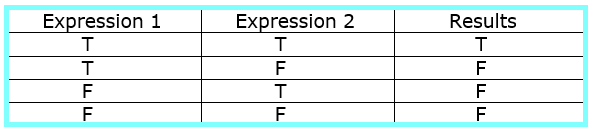 Expression 1 Expression 2 Results
T T T
T F F
F T F
F F F